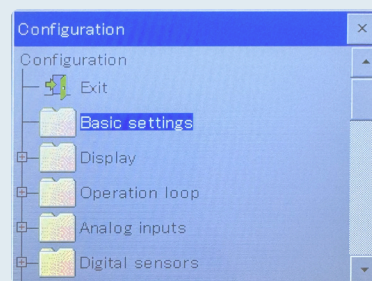 Configuration
Configuration
Exit
Basic settings
Display
Operation loop
Analog inputs
Digital sensors